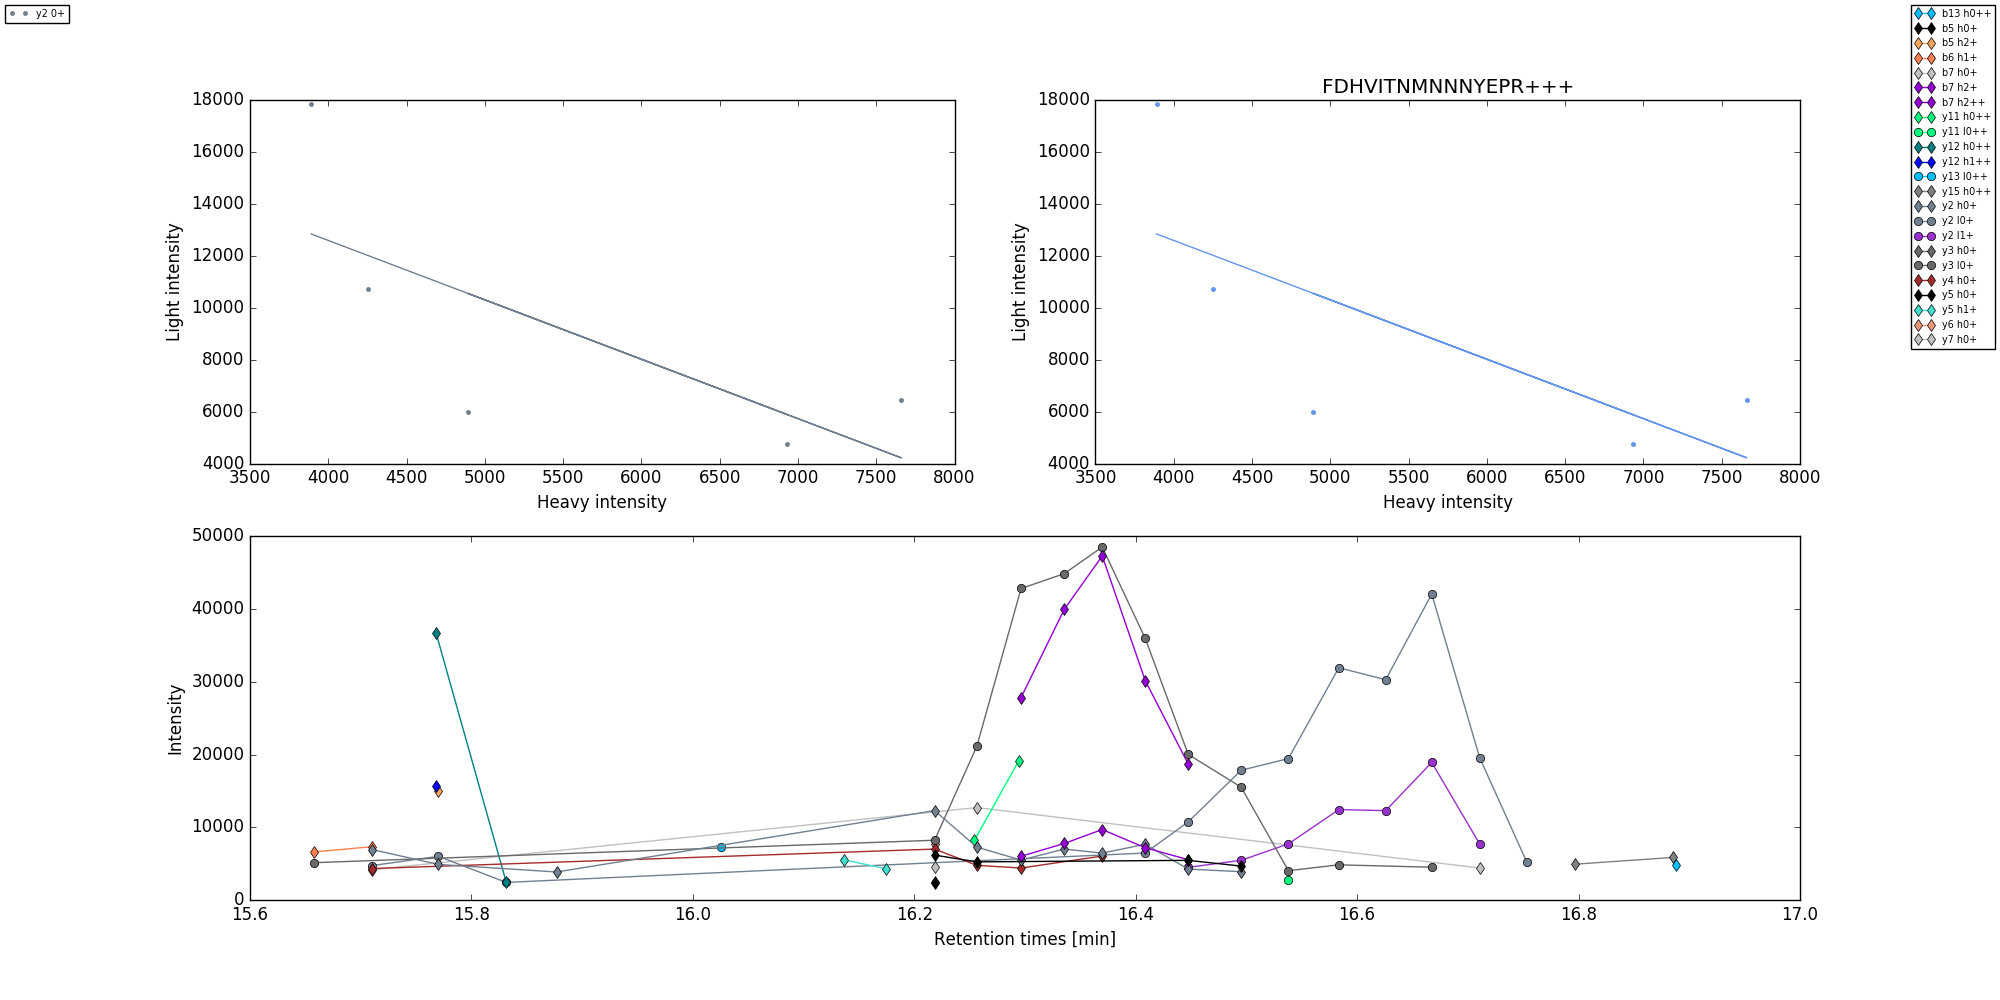 y2 0+
b13 h0++
b5 h0+
b5 h2+
b6 h1+
b7 h0+
b7 h2+
b7 h2++
y11 h0++
y11 l0++
y12 h0++
y12 h1++
y13 l0++
y15 h0++
y2 h0+
y2 l0+
y2 l1+
y3 h0+
y3 l0+
y4 h0+
y5 h0+
y5 h1+
y6 h0+
y7 h0+
18000
16000
14000
12000
10000
8000
6000
4000
Light intensity
3500 4000 4500 5000 5500 6000 6500 7000 7500 8000
Heavy intensity
FDHVITNMNNNYEPR+++
18000
16000
14000
12000
10000
8000
6000
4000
Light intensity
3500 4000 4500 5000 5500 6000 6500 7000 7500 8000
Heavy intensity
50000
40000
30000
20000
10000
0
Intensity
15.6 15.8 16.0 16.2 16.4 16.6 16.8 17.0
Retention times [min]